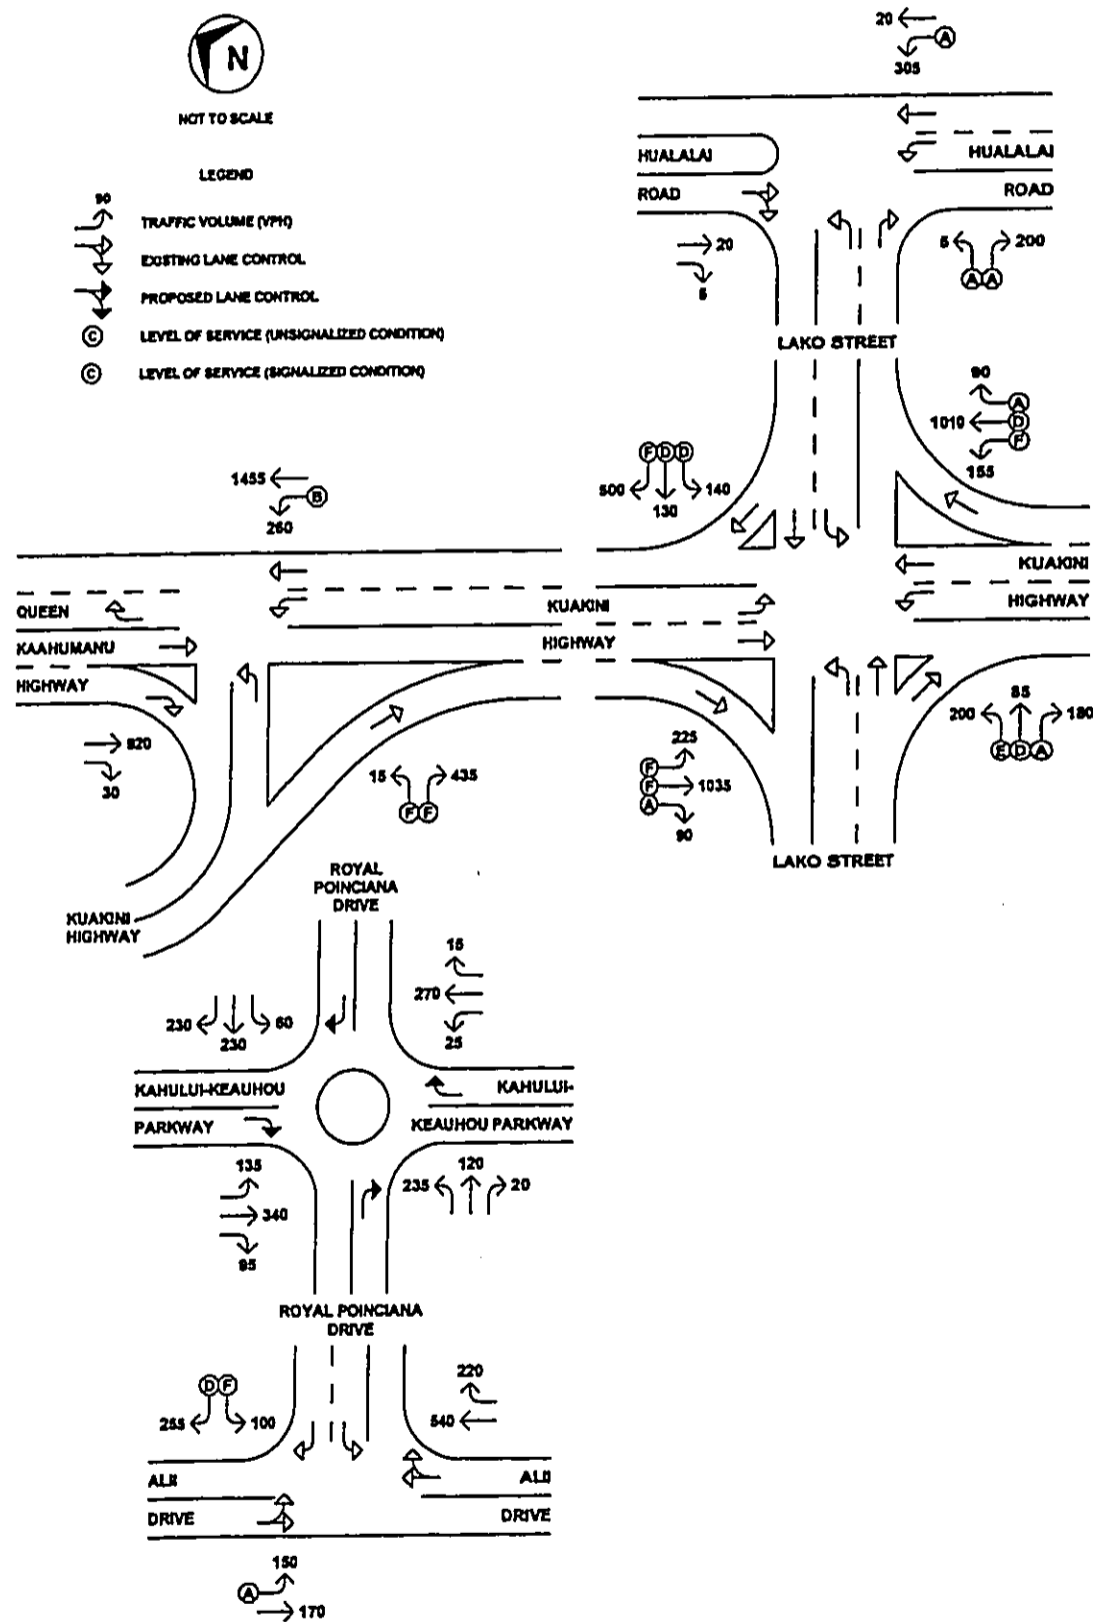 N
NOT TO SCALE
LEGEND
90
TRAFFIC VOLUME (VPH)
EXISTING LANE CONTROL
PROPOSED LANE CONTROL
C LEVEL OF SERVICE (UNSIGNALIZED CONDITION)
C LEVEL OF SERVICE (SIGNALIZED CONDITION)
20
A
305
HUALALAI
HUALALAI
ROAD
ROAD
20
5
5
200
A A
LAKO STREET
90
A
1010 D
F
155
F D D
500
140
130
1455
B
260
QUEEN
KAAHUMANU
HIGHWAY
KUAKINI
HIGHWAY
KUAKINI
HIGHWAY
820
30
15
435
F F
225
F
F 1035
A
90
85
200
180
E D A
LAKO STREET
KUAKINI
HIGHWAY
ROYAL
POINCIANA
DRIVE
15
270
25
230
60
230
KAHULUI-KEAUHOU
PARKWAY
KAHULUI-
KEAUHOU PARKWAY
135
340
95
120
235
20
ROYAL POINCIANA
DRIVE
D F
255
100
220
540
ALII
DRIVE
ALII
DRIVE
150
A
170